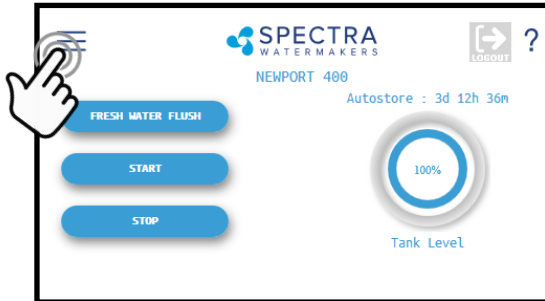 SPECTRA
WATERMAKERS
LOGOUT
?
NEWPORT 400
Autostore : 3d 12h 36m
FRESH WATER FLUSH
START
STOP
100%
Tank Level